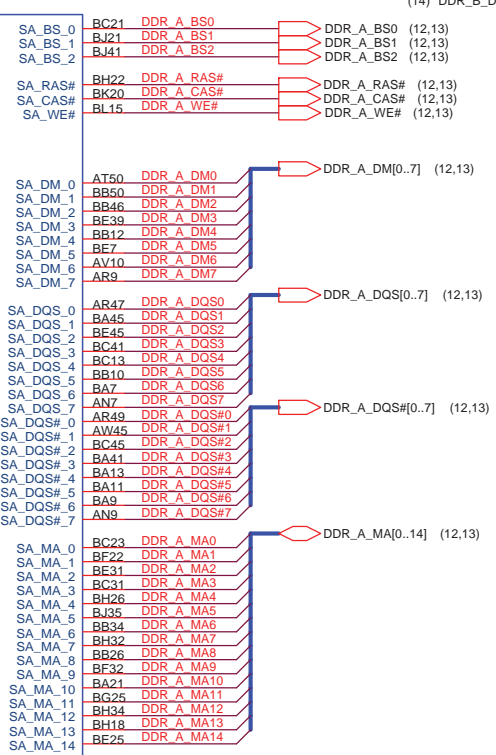 (14) DDR_B_D
SA_BS_0 BC21 DDR_A_BS0 DDR_A_BS0 (12,13)
SA_BS_1 BJ21 DDR_A_BS1 DDR_A_BS1 (12,13)
SA_BS_2 BJ41 DDR_A_BS2 DDR_A_BS2 (12,13)
SA_RAS# BH22 DDR_A_RAS# DDR_A_RAS# (12,13)
SA_CAS# BK20 DDR_A_CAS# DDR_A_CAS# (12,13)
SA_WE# BL15 DDR_A_WE# DDR_A_WE# (12,13)
DDR_A_DM[0..7] (12,13)
SA_DM_0 AT50 DDR_A_DM0
SA_DM_1 BB50 DDR_A_DM1
SA_DM_2 BB46 DDR_A_DM2
SA_DM_3 BE39 DDR_A_DM3
SA_DM_4 BB12 DDR_A_DM4
SA_DM_5 BE7 DDR_A_DM5
SA_DM_6 AV10 DDR_A_DM6
SA_DM_7 AR9 DDR_A_DM7
DDR_A_DQS[0..7] (12,13)
SA_DQS_0 AR47 DDR_A_DQS0
SA_DQS_1 BA45 DDR_A_DQS1
SA_DQS_2 BE45 DDR_A_DQS2
SA_DQS_3 BC41 DDR_A_DQS3
SA_DQS_4 BC13 DDR_A_DQS4
SA_DQS_5 BB10 DDR_A_DQS5
SA_DQS_6 BA7 DDR_A_DQS6
SA_DQS_7 AN7 DDR_A_DQS7
DDR_A_DQS#[0..7] (12,13)
SA_DQS#_0 AR49 DDR_A_DQS#0
SA_DQS#_1 AW45 DDR_A_DQS#1
SA_DQS#_2 BC45 DDR_A_DQS#2
SA_DQS#_3 BA41 DDR_A_DQS#3
SA_DQS#_4 BA13 DDR_A_DQS#4
SA_DQS#_5 BA11 DDR_A_DQS#5
SA_DQS#_6 BA9 DDR_A_DQS#6
SA_DQS#_7 AN9 DDR_A_DQS#7
DDR_A_MA[0..14] (12,13)
SA_MA_0 BC23 DDR_A_MA0
SA_MA_1 BF22 DDR_A_MA1
SA_MA_2 BE31 DDR_A_MA2
SA_MA_3 BC31 DDR_A_MA3
SA_MA_4 BH26 DDR_A_MA4
SA_MA_5 BJ35 DDR_A_MA5
SA_MA_6 BB34 DDR_A_MA6
SA_MA_7 BH32 DDR_A_MA7
SA_MA_8 BB26 DDR_A_MA8
SA_MA_9 BF32 DDR_A_MA9
SA_MA_10 BA21 DDR_A_MA10
SA_MA_11 BG25 DDR_A_MA11
SA_MA_12 BH34 DDR_A_MA12
SA_MA_13 BH18 DDR_A_MA13
SA_MA_14 BE25 DDR_A_MA14